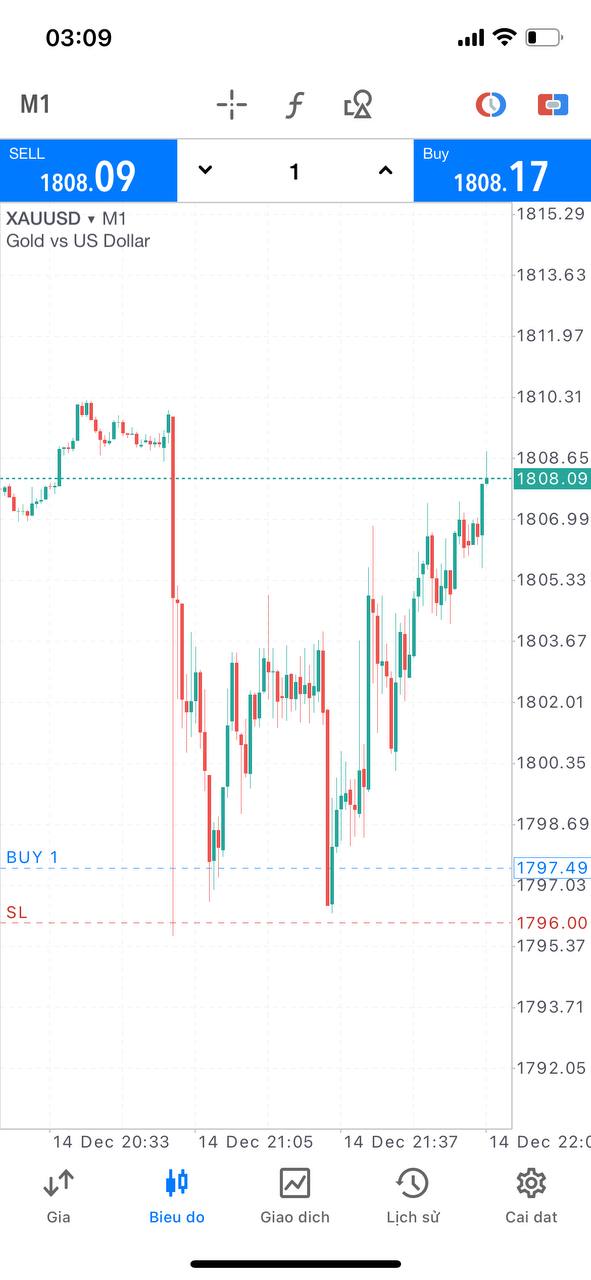 03:09
M1
SELL
1808.09
1
Buy
1808.17
XAUUSD ▾ M1
Gold vs US Dollar
1815.29
1813.63
1811.97
1810.31
1808.65
1808.09
1806.99
1805.33
1803.67
1802.01
1800.35
1798.69
BUY 1
1797.49
1797.03
SL
1796.00
1795.37
1793.71
1792.05
14 Dec 20:33
14 Dec 21:05
14 Dec 21:37
14 Dec 22:0
Gia
Bieu do
Giao dich
Lịch sử
Cai dat